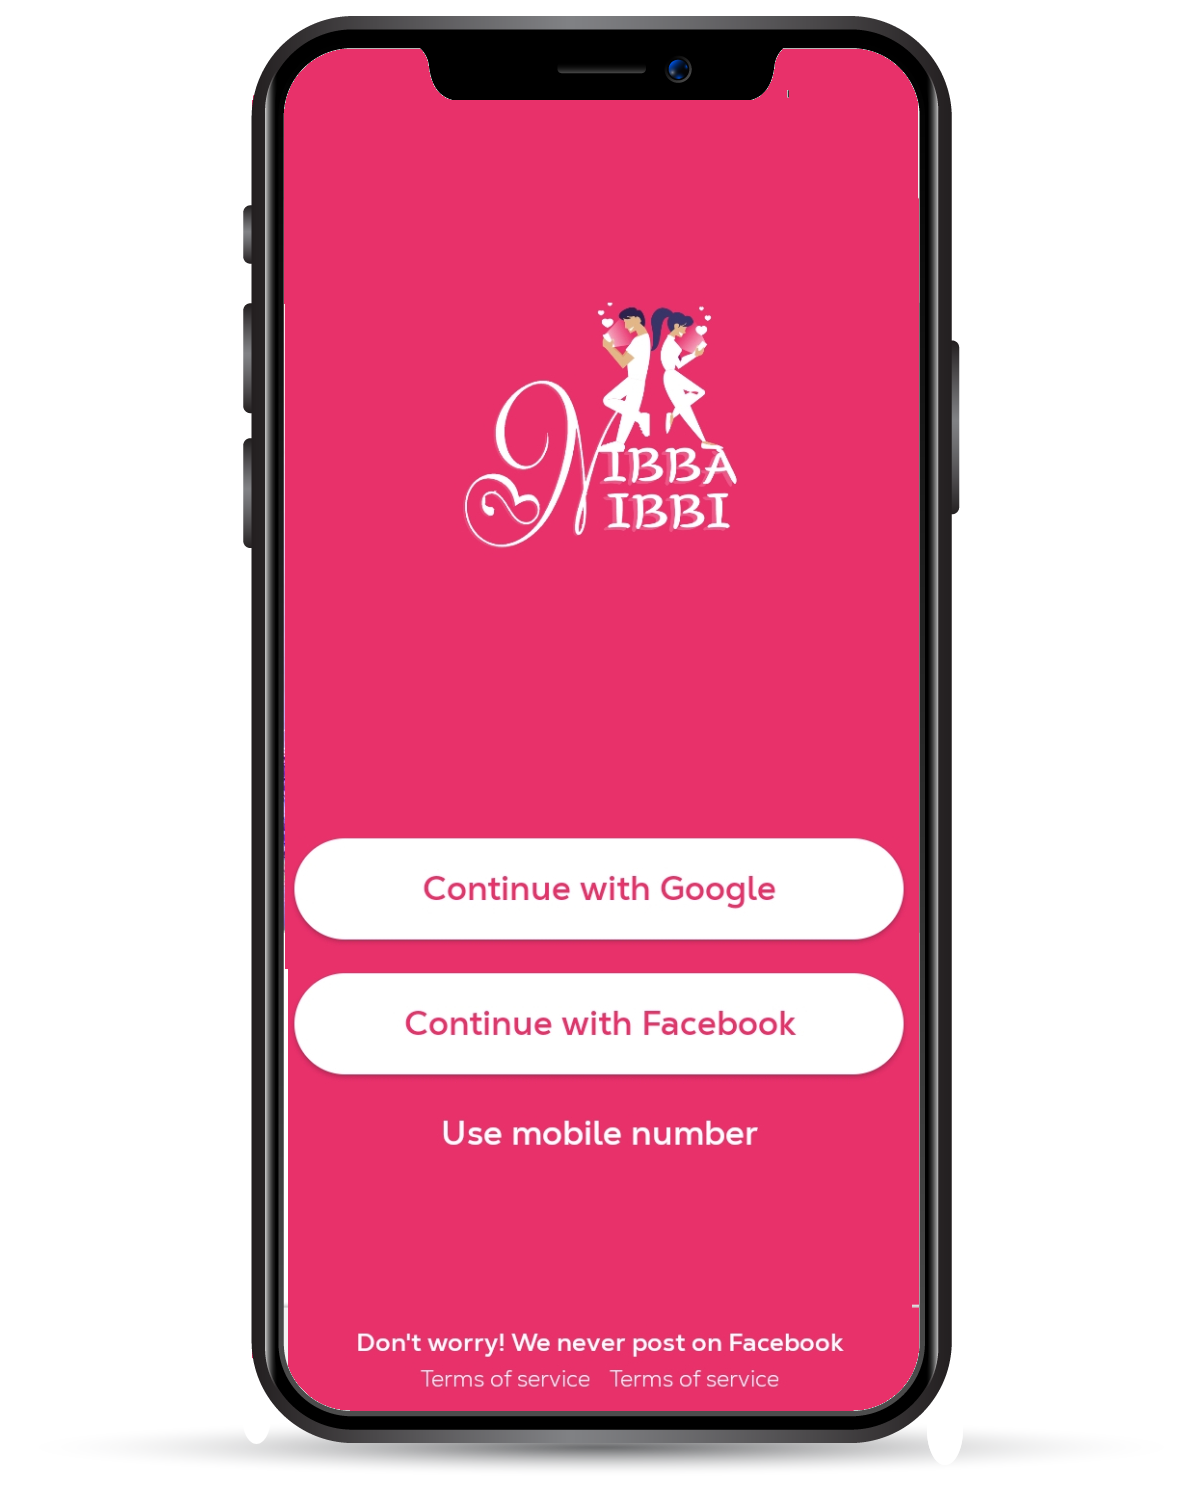 NIBBA
IBBI
Continue with Google
Continue with Facebook
Use mobile number
Don't worry! We never post on Facebook
Terms of service Terms of service